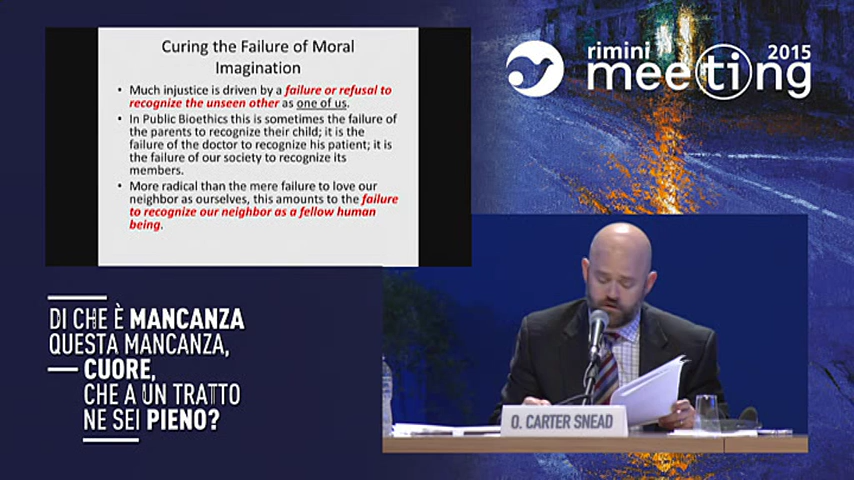 Curing the Failure of Moral
Imagination
• Much injustice is driven by a failure or refusal to
recognize the unseen other as one of us.
• In Public Bioethics this is sometimes the failure of
the parents to recognize their child; it is the
failure of the doctor to recognize his patient; it is
the failure of our society to recognize its
members.
• More radical than the mere failure to love our
neighbor as ourselves, this amounts to the failure
to recognize our neighbor as a fellow human
being.
rimini
meeting
2015
DI CHE È MANCANZA
QUESTA MANCANZA,
CUORE,
CHE A UN TRATTO
NE SEI PIENO?
O. CARTER SNEAD